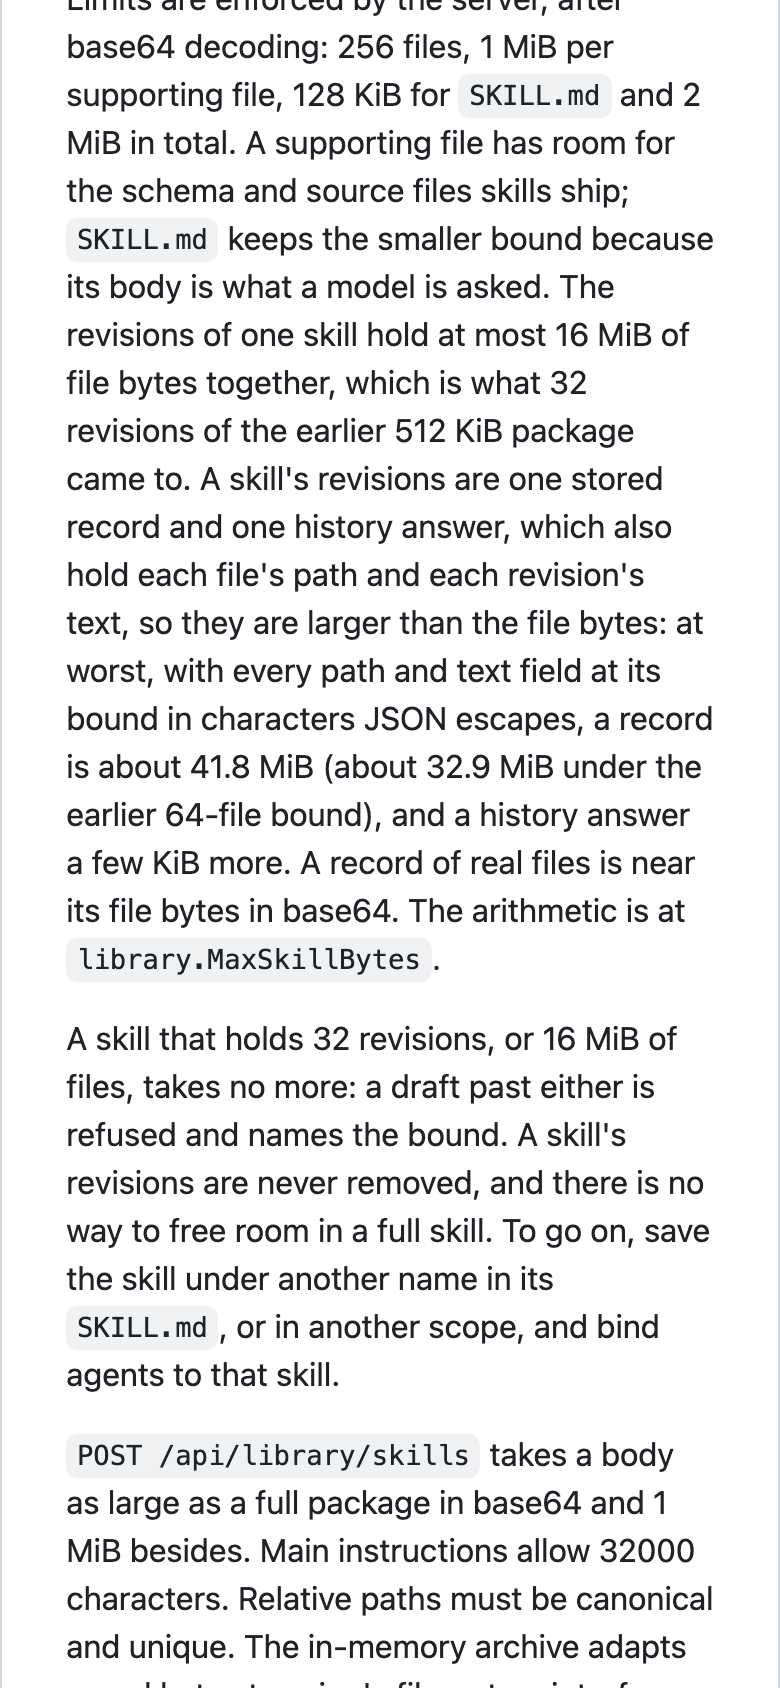 Limits are enforced by the server, after
base64 decoding: 256 files, 1 MiB per
supporting file, 128 KiB for SKILL.md and 2
MiB in total. A supporting file has room for
the schema and source files skills ship;
SKILL.md keeps the smaller bound because
its body is what a model is asked. The
revisions of one skill hold at most 16 MiB of
file bytes together, which is what 32
revisions of the earlier 512 KiB package
came to. A skill's revisions are one stored
record and one history answer, which also
hold each file's path and each revision's
text, so they are larger than the file bytes: at
worst, with every path and text field at its
bound in characters JSON escapes, a record
is about 41.8 MiB (about 32.9 MiB under the
earlier 64-file bound), and a history answer
a few KiB more. A record of real files is near
its file bytes in base64. The arithmetic is at
library.MaxSkillBytes.
A skill that holds 32 revisions, or 16 MiB of
files, takes no more: a draft past either is
refused and names the bound. A skill's
revisions are never removed, and there is no
way to free room in a full skill. To go on, save
the skill under another name in its
SKILL.md, or in another scope, and bind
agents to that skill.
POST /api/library/skills takes a body
as large as a full package in base64 and 1
MiB besides. Main instructions allow 32000
characters. Relative paths must be canonical
and unique. The in-memory archive adapts